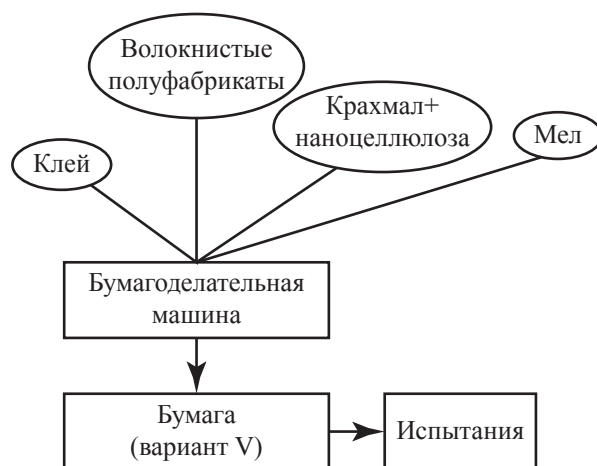 Волокнистые
полуфабрикаты
Крахмал+
наноцеллюлоза
Мел
Клей
Бумагоделательная
машина
Бумага
(вариант V)
Испытания